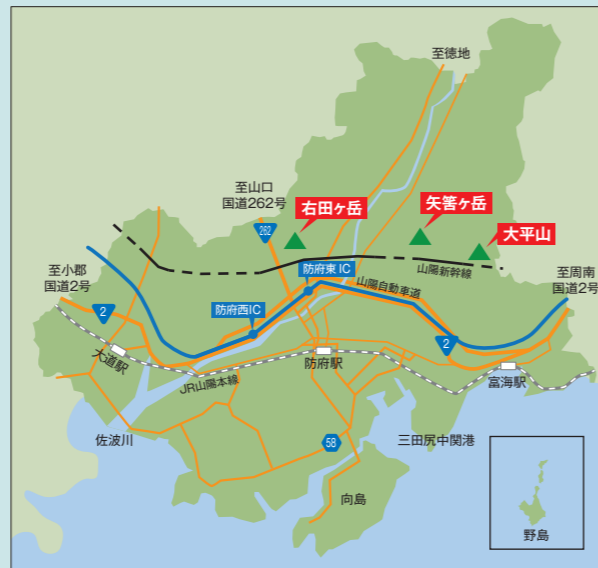 至徳地
至山口
国道262号
262
右田ヶ岳
矢筈ヶ岳
大平山
山陽新幹線
防府東IC
山陽自動車道
至小郡
国道2号
2
防府西IC
至周南
国道2号
2
大道駅
JR山陽本線
防府駅
富海駅
佐波川
58
三田尻中関港
向島
野島